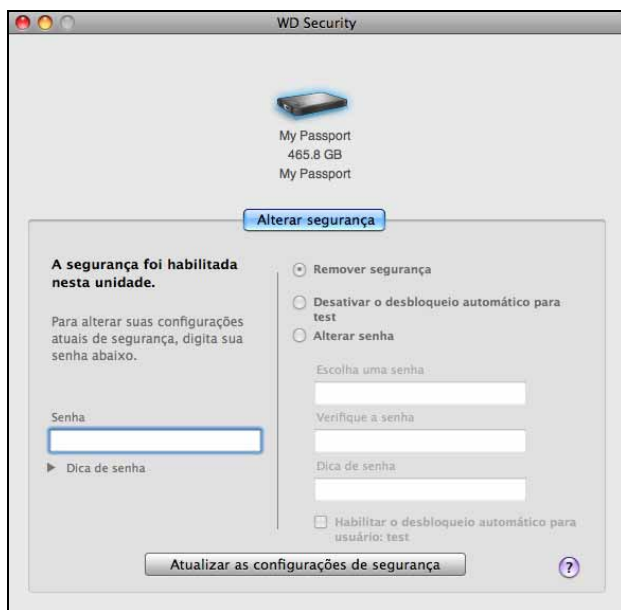 WD Security
My Passport
465.8 GB
My Passport
Alterar segurança
A segurança foi habilitada
nesta unidade.
Para alterar suas configurações
atuais de segurança, digita sua
senha abaixo.
Senha
Dica de senha
Remover segurança
Desativar o desbloqueio automático para
test
Alterar senha
Escolha uma senha
Verifique a senha
Dica de senha
Habilitar o desbloqueio automático para
usuário: test
Atualizar as configurações de segurança
?